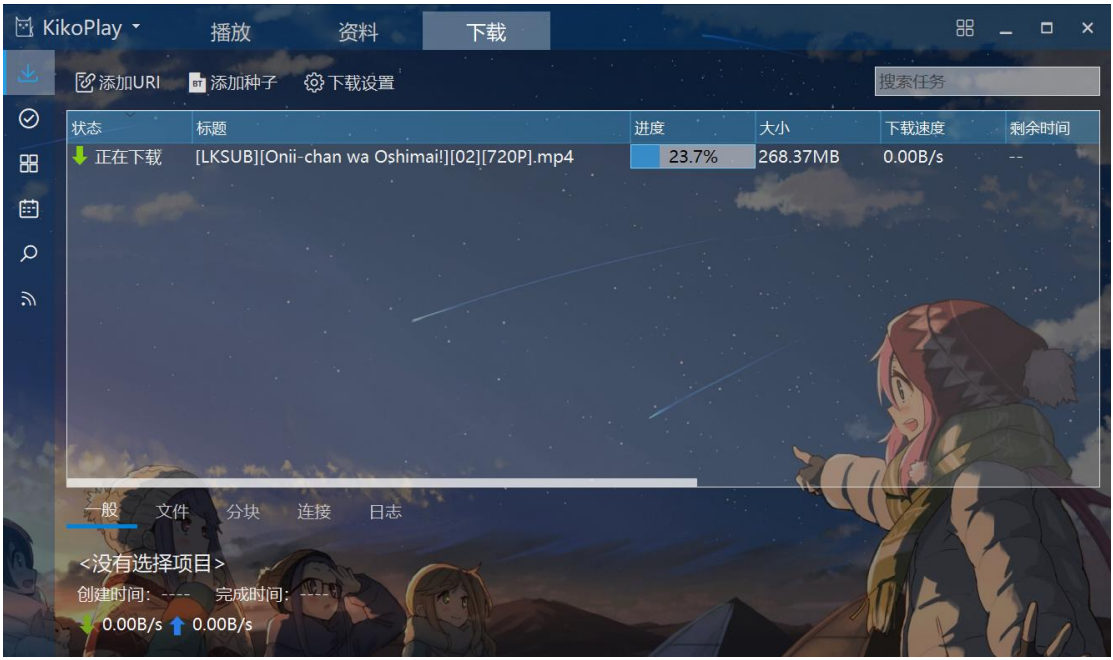 KikoPlay 播放 资料 下载
添加URI BT 添加种子 下载设置 搜索任务
状态 标题 进度 大小 下载速度 剩余时间
正在下载 [LKSUB][Onii-chan wa Oshimai!][02][720P].mp4 23.7% 268.37MB 0.00B/s --
一般 文件 分块 连接 日志
<没有选择项目>
创建时间: ---- 完成时间: ----
0.00B/s 0.00B/s